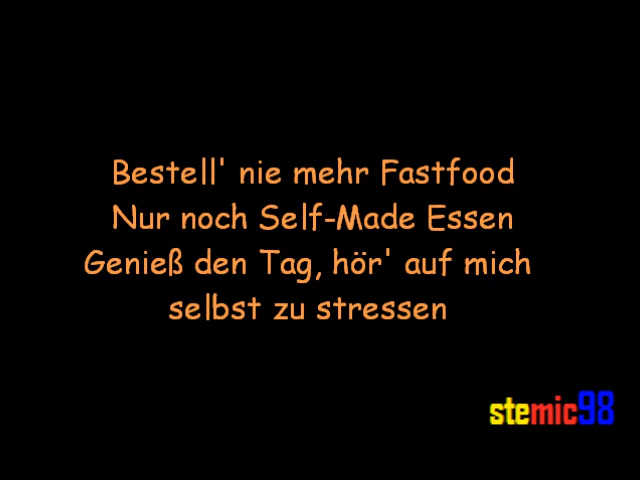 Bestell' nie mehr Fastfood
Nur noch Self-Made Essen
Genieß den Tag, hör' auf mich
selbst zu stressen
stemic98